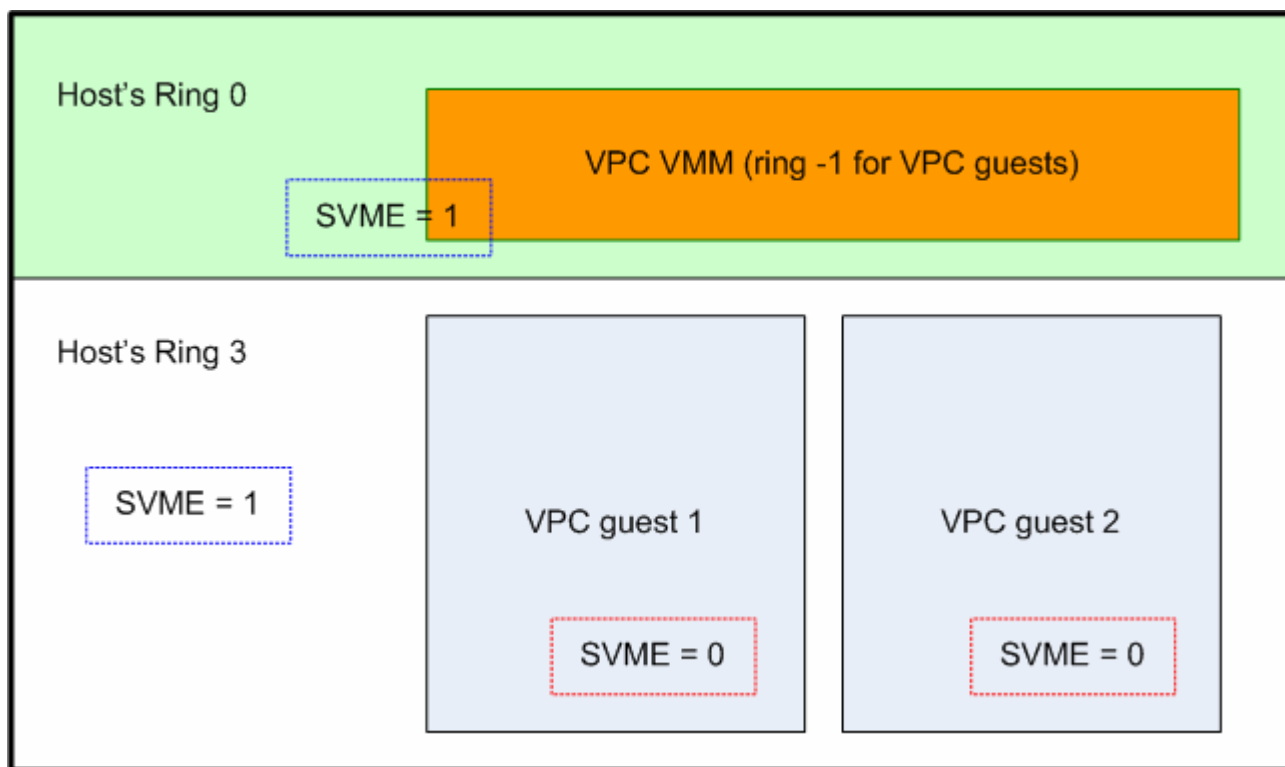 Host's Ring 0
VPC VMM (ring -1 for VPC guests)
SVME = 1
Host's Ring 3
SVME = 1
VPC guest 1
VPC guest 2
SVME = 0
SVME = 0